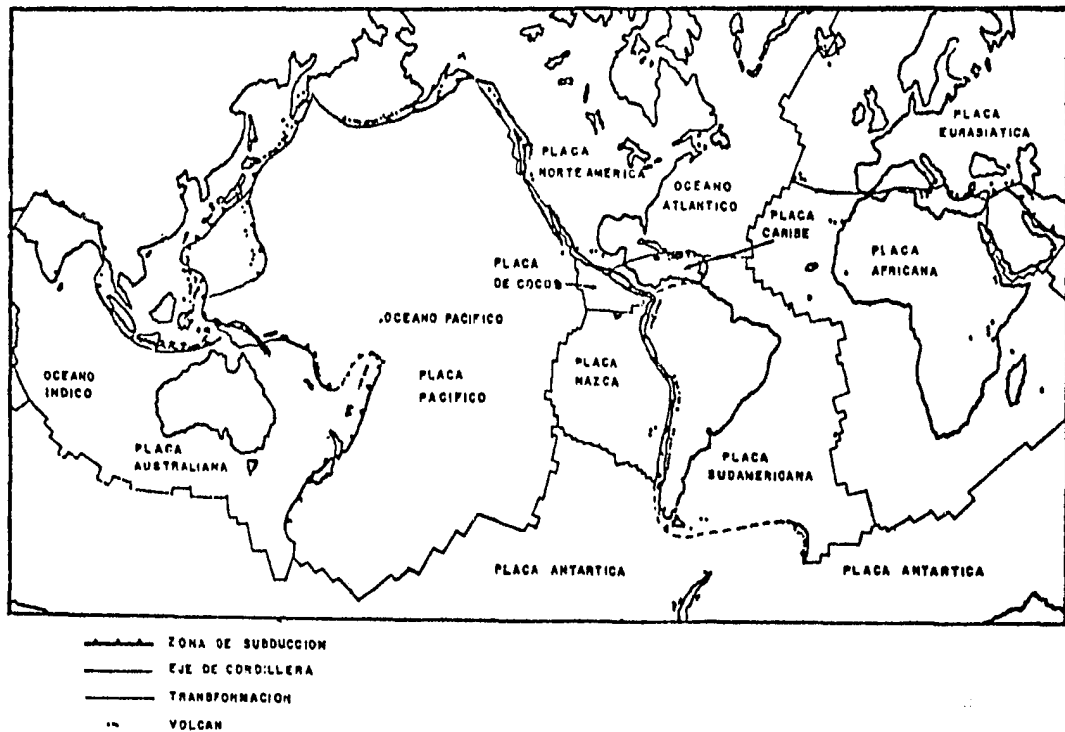 PLACA
EURASIATICA
PLACA
NORTEAMERICA
OCEANO
ATLANTICO
PLACA
CARIBE
PLACA
AFRICANA
PLACA
DE COCOS
OCEANO PACIFICO
PLACA
PACIFICO
PLACA
NAZCA
OCEANO
INDICO
PLACA
AUSTRALIANA
PLACA
SUDAMERICANA
PLACA ANTARTICA
PLACA ANTARTICA
ZONA DE SUBDUCCION
EJE DE CORDILLERA
TRANSFORMACION
VOLCAN